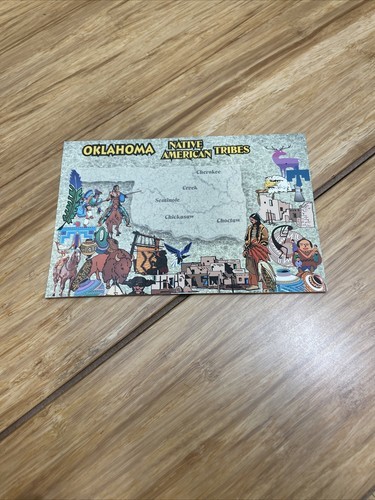 OKLAHOMA NATIVE AMERICAN TRIBES
Cherokee
Creek
Seminole
Chickasaw
Choctaw